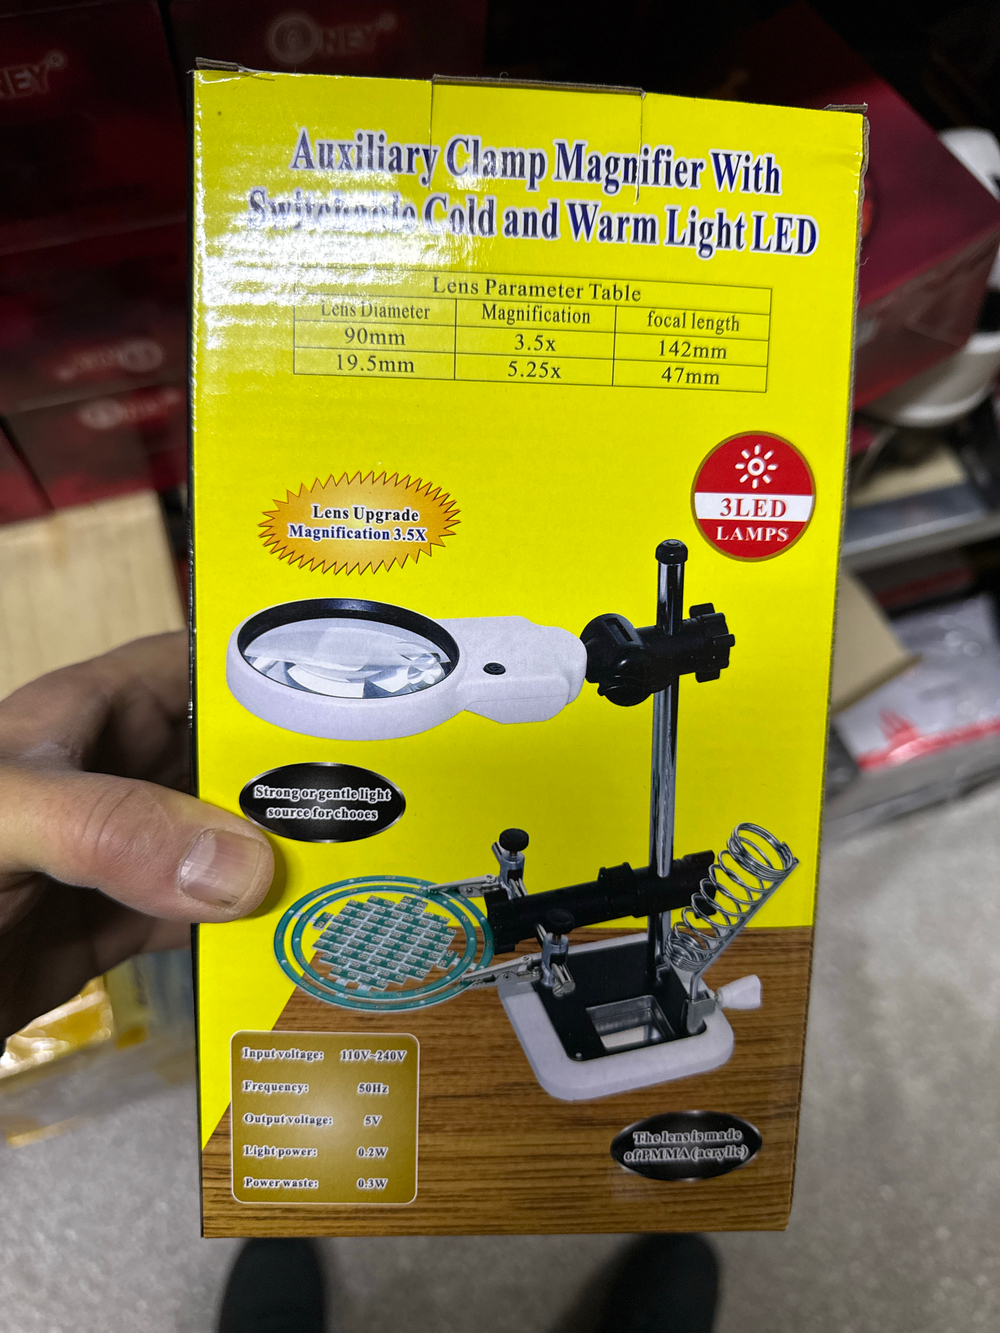 NEY®
REY®
Auxiliary Clamp Magnifier With
Switchable Cold and Warm Light LED
Lens Parameter Table
Lens Diameter Magnification focal length
90mm 3.5x 142mm
19.5mm 5.25x 47mm
3LED
LAMPS
Lens Upgrade
Magnification 3.5X
Strong or gentle light
source for chooes
Input voltage: 110V~240V
Frequency: 50Hz
Output voltage: 5V
Light power: 0.2W
Power waste: 0.3W
The lens is made
of PMMA (acrylic)